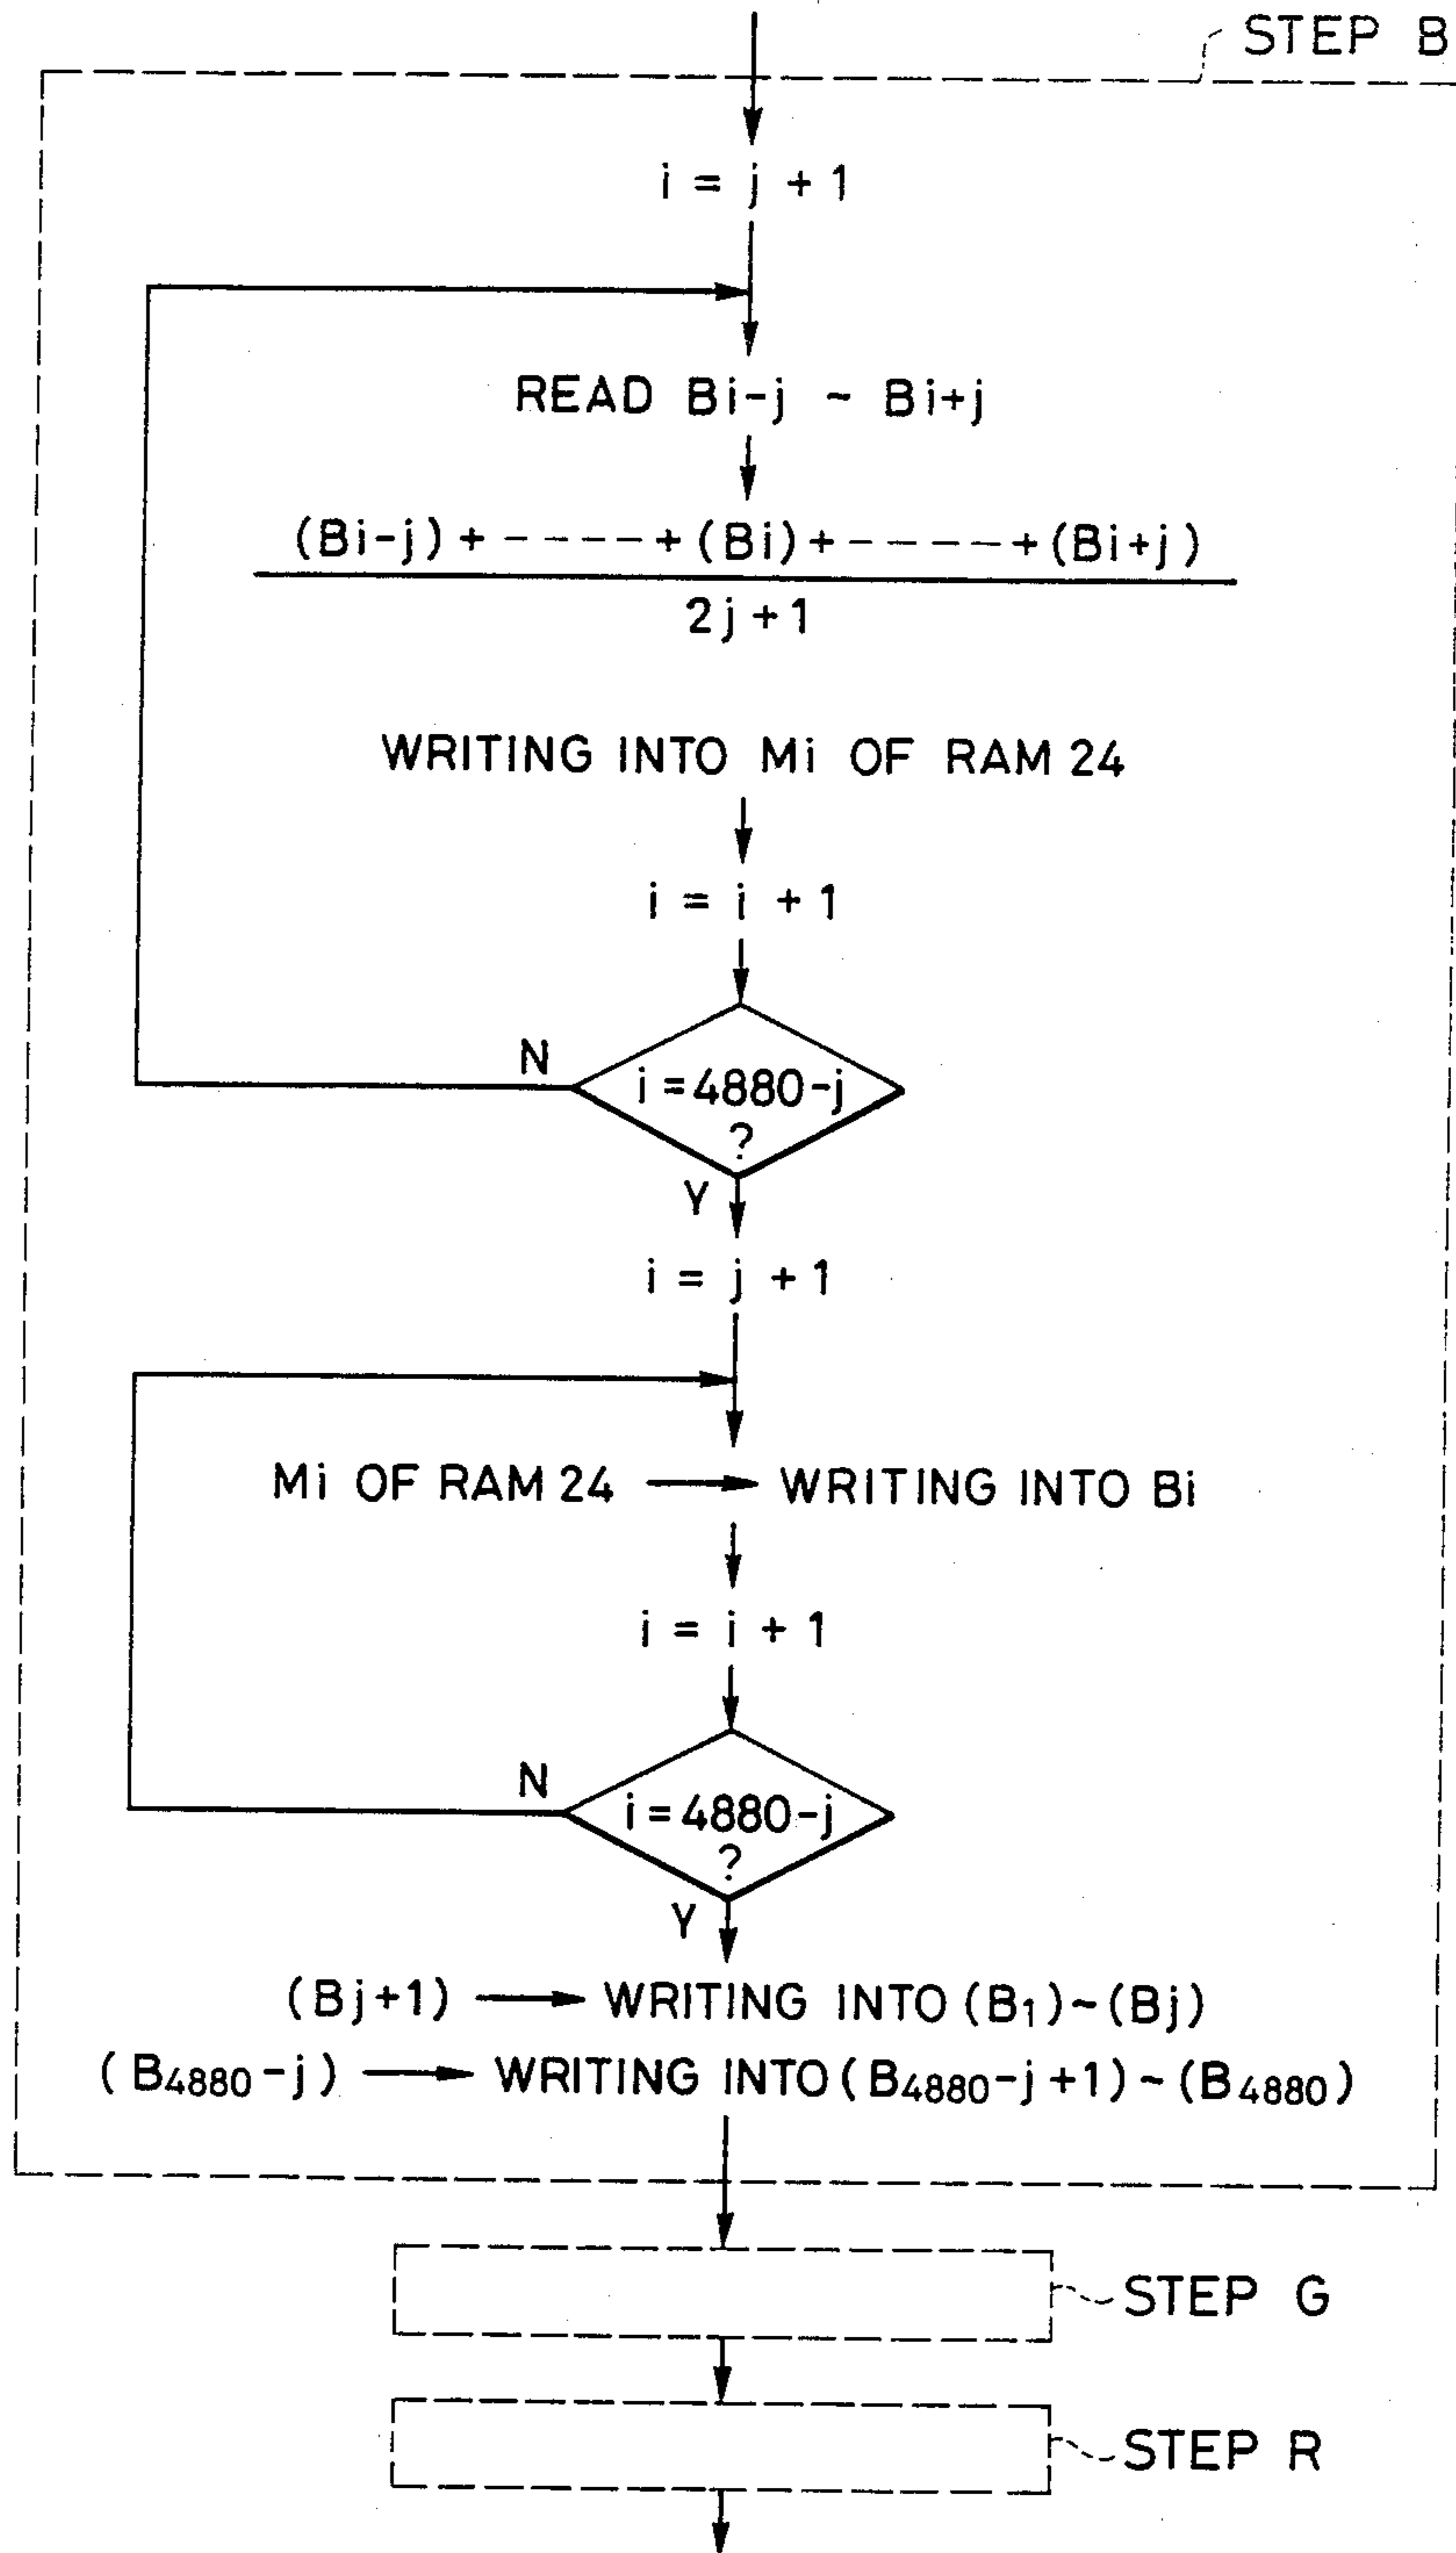 STEP B
i = j + 1
READ Bi-j ~ Bi+j
(Bi-j) + ----- + (Bi) + ----- + (Bi+j)
2j+1
WRITING INTO Mi OF RAM 24
i = i + 1
N
i = 4880-j
?
Y
i = j + 1
Mi OF RAM 24 → WRITING INTO Bi
i = i + 1
N
i = 4880-j
?
Y
(Bj+1) → WRITING INTO (B1)~(Bj)
(B4880-j) → WRITING INTO (B4880-j+1)~(B4880)
STEP G
STEP R